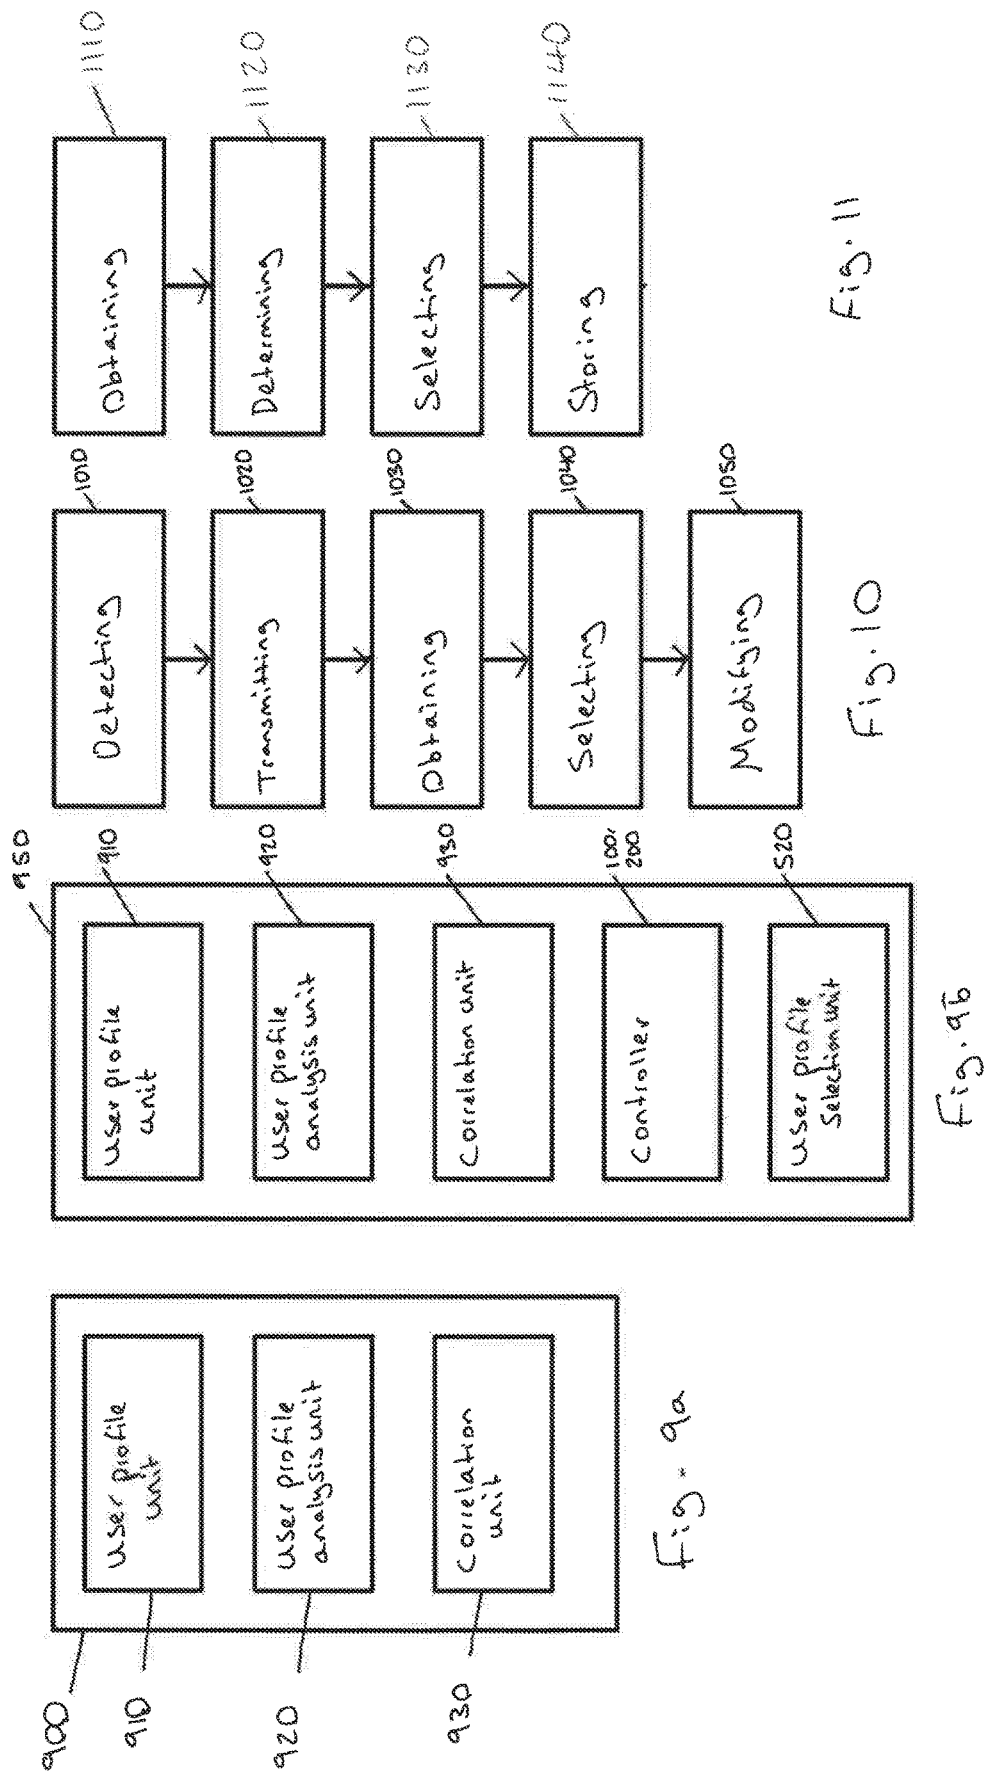 900
910
User profile
unit
920
User profile
analysis unit
930
Correlation
unit
Fig. 9a
950
910
User profile
unit
920
User profile
analysis unit
930
Correlation unit
100,
200
Controller
520
User profile
Selection unit
Fig. 9b
1010
Detecting
1020
Transmitting
1030
Obtaining
1040
Selecting
1050
Modifying
Fig. 10
1110
Obtaining
1120
Determining
1130
Selecting
1140
Storing
Fig. 11